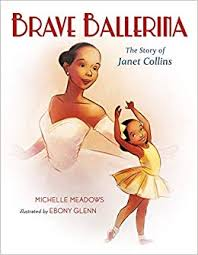 BRAVE BALLERINA
The Story of
Janet Collins
MICHELLE MEADOWS
Illustrated by EBONY GLENN